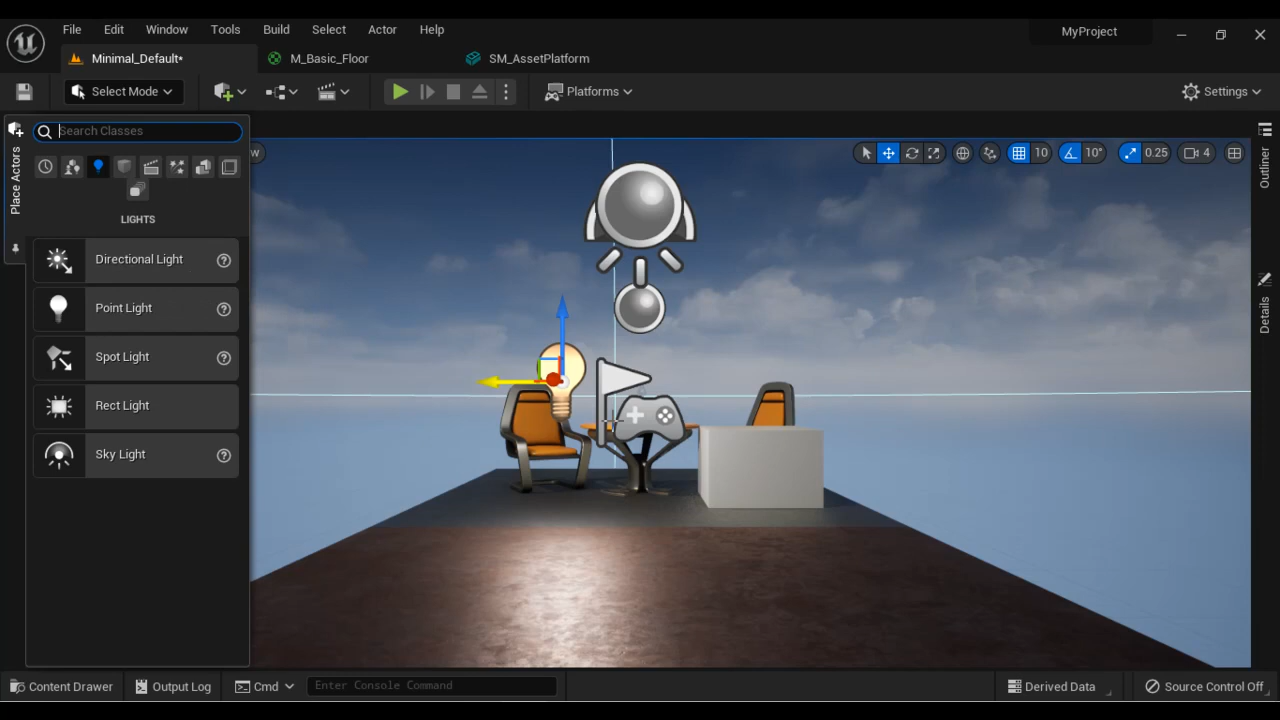 File Edit Window Tools Build Select Actor Help
MyProject
Minimal_Default*
M_Basic_Floor
SM_AssetPlatform
Select Mode
Platforms
Settings
Place Actors
Search Classes
w
10
10°
0.25
4
Outliner
Details
LIGHTS
Directional Light
Point Light
Spot Light
Rect Light
Sky Light
Content Drawer
Output Log
Cmd
Enter Console Command
Derived Data
Source Control Off